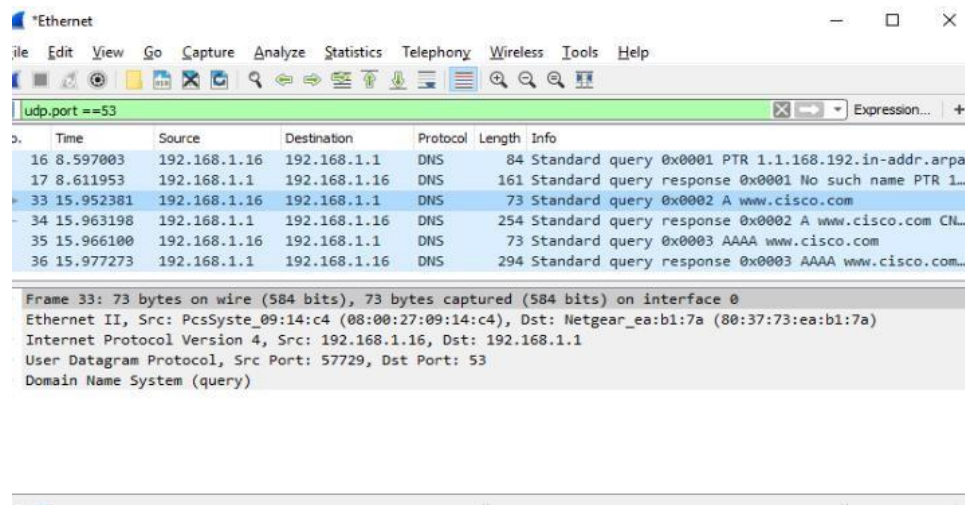 *Ethernet
File Edit View Go Capture Analyze Statistics Telephony Wireless Tools Help
udp.port ==53 Expression... +
o. Time Source Destination Protocol Length Info
16 8.597003 192.168.1.16 192.168.1.1 DNS 84 Standard query 0x0001 PTR 1.1.168.192.in-addr.arpa
17 8.611953 192.168.1.1 192.168.1.16 DNS 161 Standard query response 0x0001 No such name PTR 1…
33 15.952381 192.168.1.16 192.168.1.1 DNS 73 Standard query 0x0002 A www.cisco.com
34 15.963198 192.168.1.1 192.168.1.16 DNS 254 Standard query response 0x0002 A www.cisco.com CN…
35 15.966100 192.168.1.16 192.168.1.1 DNS 73 Standard query 0x0003 AAAA www.cisco.com
36 15.977273 192.168.1.1 192.168.1.16 DNS 294 Standard query response 0x0003 AAAA www.cisco.com…
Frame 33: 73 bytes on wire (584 bits), 73 bytes captured (584 bits) on interface 0
Ethernet II, Src: PcsSyste_09:14:c4 (08:00:27:09:14:c4), Dst: Netgear_ea:b1:7a (80:37:73:ea:b1:7a)
Internet Protocol Version 4, Src: 192.168.1.16, Dst: 192.168.1.1
User Datagram Protocol, Src Port: 57729, Dst Port: 53
Domain Name System (query)